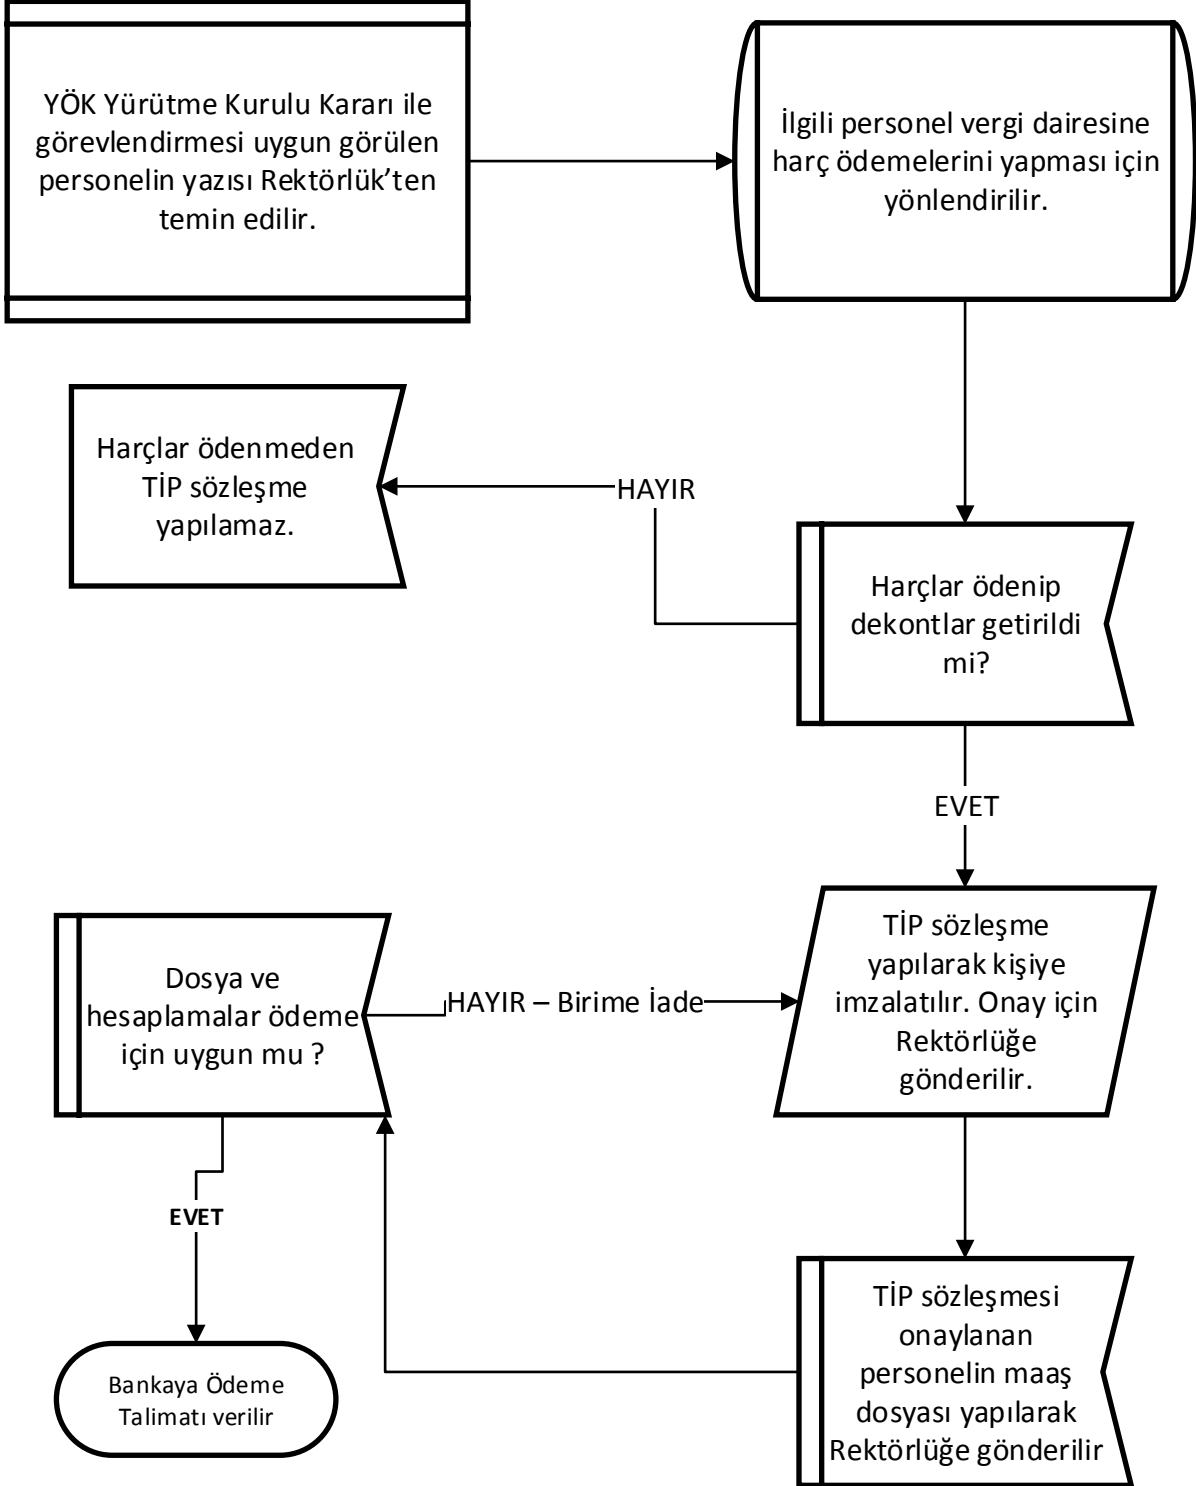 YÖK Yürütme Kurulu Kararı ile
görevlendirmesi uygun görülen
personelin yazısı Rektörlük’ten
temin edilir.
İlgili personel vergi dairesine
harç ödemelerini yapması için
yönlendirilir.
Harçlar ödenmeden
TİP sözleşme
yapılamaz.
HAYIR
Harçlar ödenip
dekontlar getirildi
mi?
EVET
TİP sözleşme
yapılarak kişiye
imzalatılır. Onay için
Rektörlüğe
gönderilir.
Dosya ve
hesaplamalar ödeme
için uygun mu ?
HAYIR – Birime İade
EVET
TİP sözleşmesi
onaylanan
personelin maaş
dosyası yapılarak
Rektörlüğe gönderilir
Bankaya Ödeme
Talimatı verilir